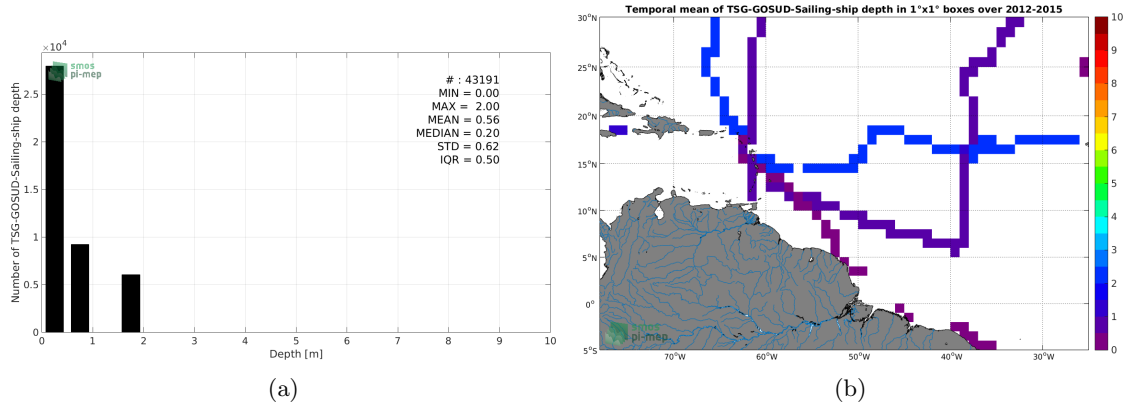 ×10⁴
smos
pi-mep
# : 43191
MIN = 0.00
MAX = 2.00
MEAN = 0.56
MEDIAN = 0.20
STD = 0.62
IQR = 0.50
2.5
2
1.5
1
0.5
0
Number of TSG-GOSUD-Sailing-ship depth
0 1 2 3 4 5 6 7 8 9 10
Depth [m]
(a)
Temporal mean of TSG-GOSUD-Sailing-ship depth in 1°x1° boxes over 2012-2015
30°N
25°N
20°N
15°N
10°N
5°N
0°
5°S
smos
pi-mep
70°W 60°W 50°W 40°W 30°W
10
9
8
7
6
5
4
3
2
1
0
(b)